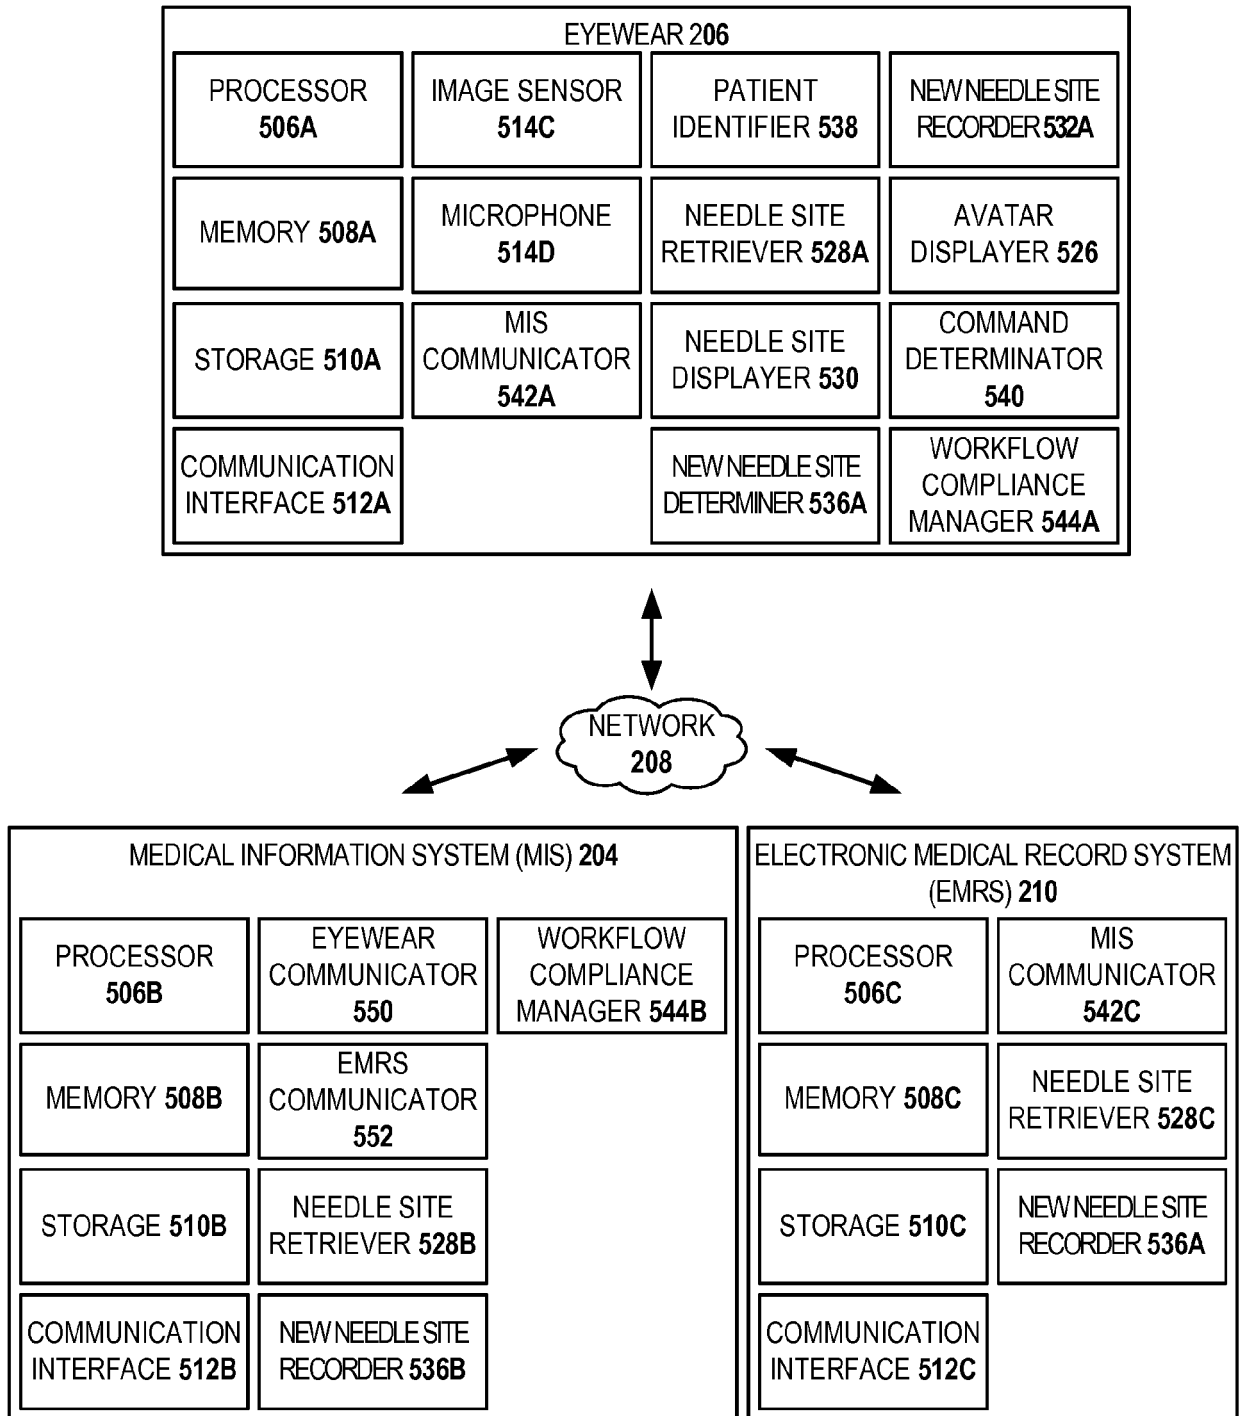 EYEWEAR 206
PROCESSOR
506A
IMAGE SENSOR
514C
PATIENT
IDENTIFIER 538
NEW NEEDLE SITE
RECORDER 532A
MEMORY 508A
MICROPHONE
514D
NEEDLE SITE
RETRIEVER 528A
AVATAR
DISPLAYER 526
STORAGE 510A
MIS
COMMUNICATOR
542A
NEEDLE SITE
DISPLAYER 530
COMMAND
DETERMINATOR
540
COMMUNICATION
INTERFACE 512A
NEW NEEDLE SITE
DETERMINER 536A
WORKFLOW
COMPLIANCE
MANAGER 544A
NETWORK
208
MEDICAL INFORMATION SYSTEM (MIS) 204
PROCESSOR
506B
EYEWEAR
COMMUNICATOR
550
WORKFLOW
COMPLIANCE
MANAGER 544B
MEMORY 508B
EMRS
COMMUNICATOR
552
STORAGE 510B
NEEDLE SITE
RETRIEVER 528B
COMMUNICATION
INTERFACE 512B
NEW NEEDLE SITE
RECORDER 536B
ELECTRONIC MEDICAL RECORD SYSTEM
(EMRS) 210
PROCESSOR
506C
MIS
COMMUNICATOR
542C
MEMORY 508C
NEEDLE SITE
RETRIEVER 528C
STORAGE 510C
NEW NEEDLE SITE
RECORDER 536A
COMMUNICATION
INTERFACE 512C